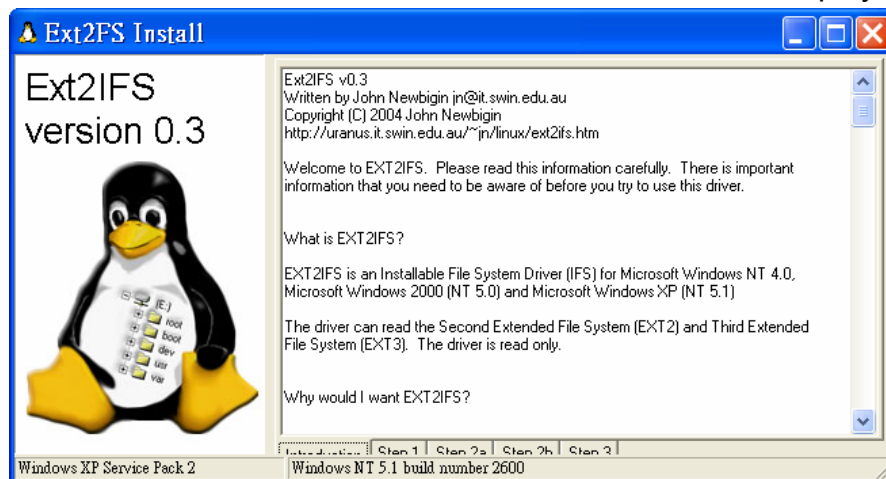 Ext2FS Install
Ext2IFS
version 0.3
(E:)
root
boot
dev
usr
var
Ext2IFS v0.3
Written by John Newbigin jn@it.swin.edu.au
Copyright (C) 2004 John Newbigin
http://uranus.it.swin.edu.au/~jn/linux/ext2ifs.htm
Welcome to EXT2IFS.  Please read this information carefully.  There is important
information that you need to be aware of before you try to use this driver.
What is EXT2IFS?
EXT2IFS is an Installable File System Driver (IFS) for Microsoft Windows NT 4.0,
Microsoft Windows 2000 (NT 5.0) and Microsoft Windows XP (NT 5.1)
The driver can read the Second Extended File System (EXT2) and Third Extended
File System (EXT3).  The driver is read only.
Why would I want EXT2IFS?
Introduction Step 1 Step 2a Step 2b Step 3
Windows XP Service Pack 2
Windows NT 5.1 build number 2600